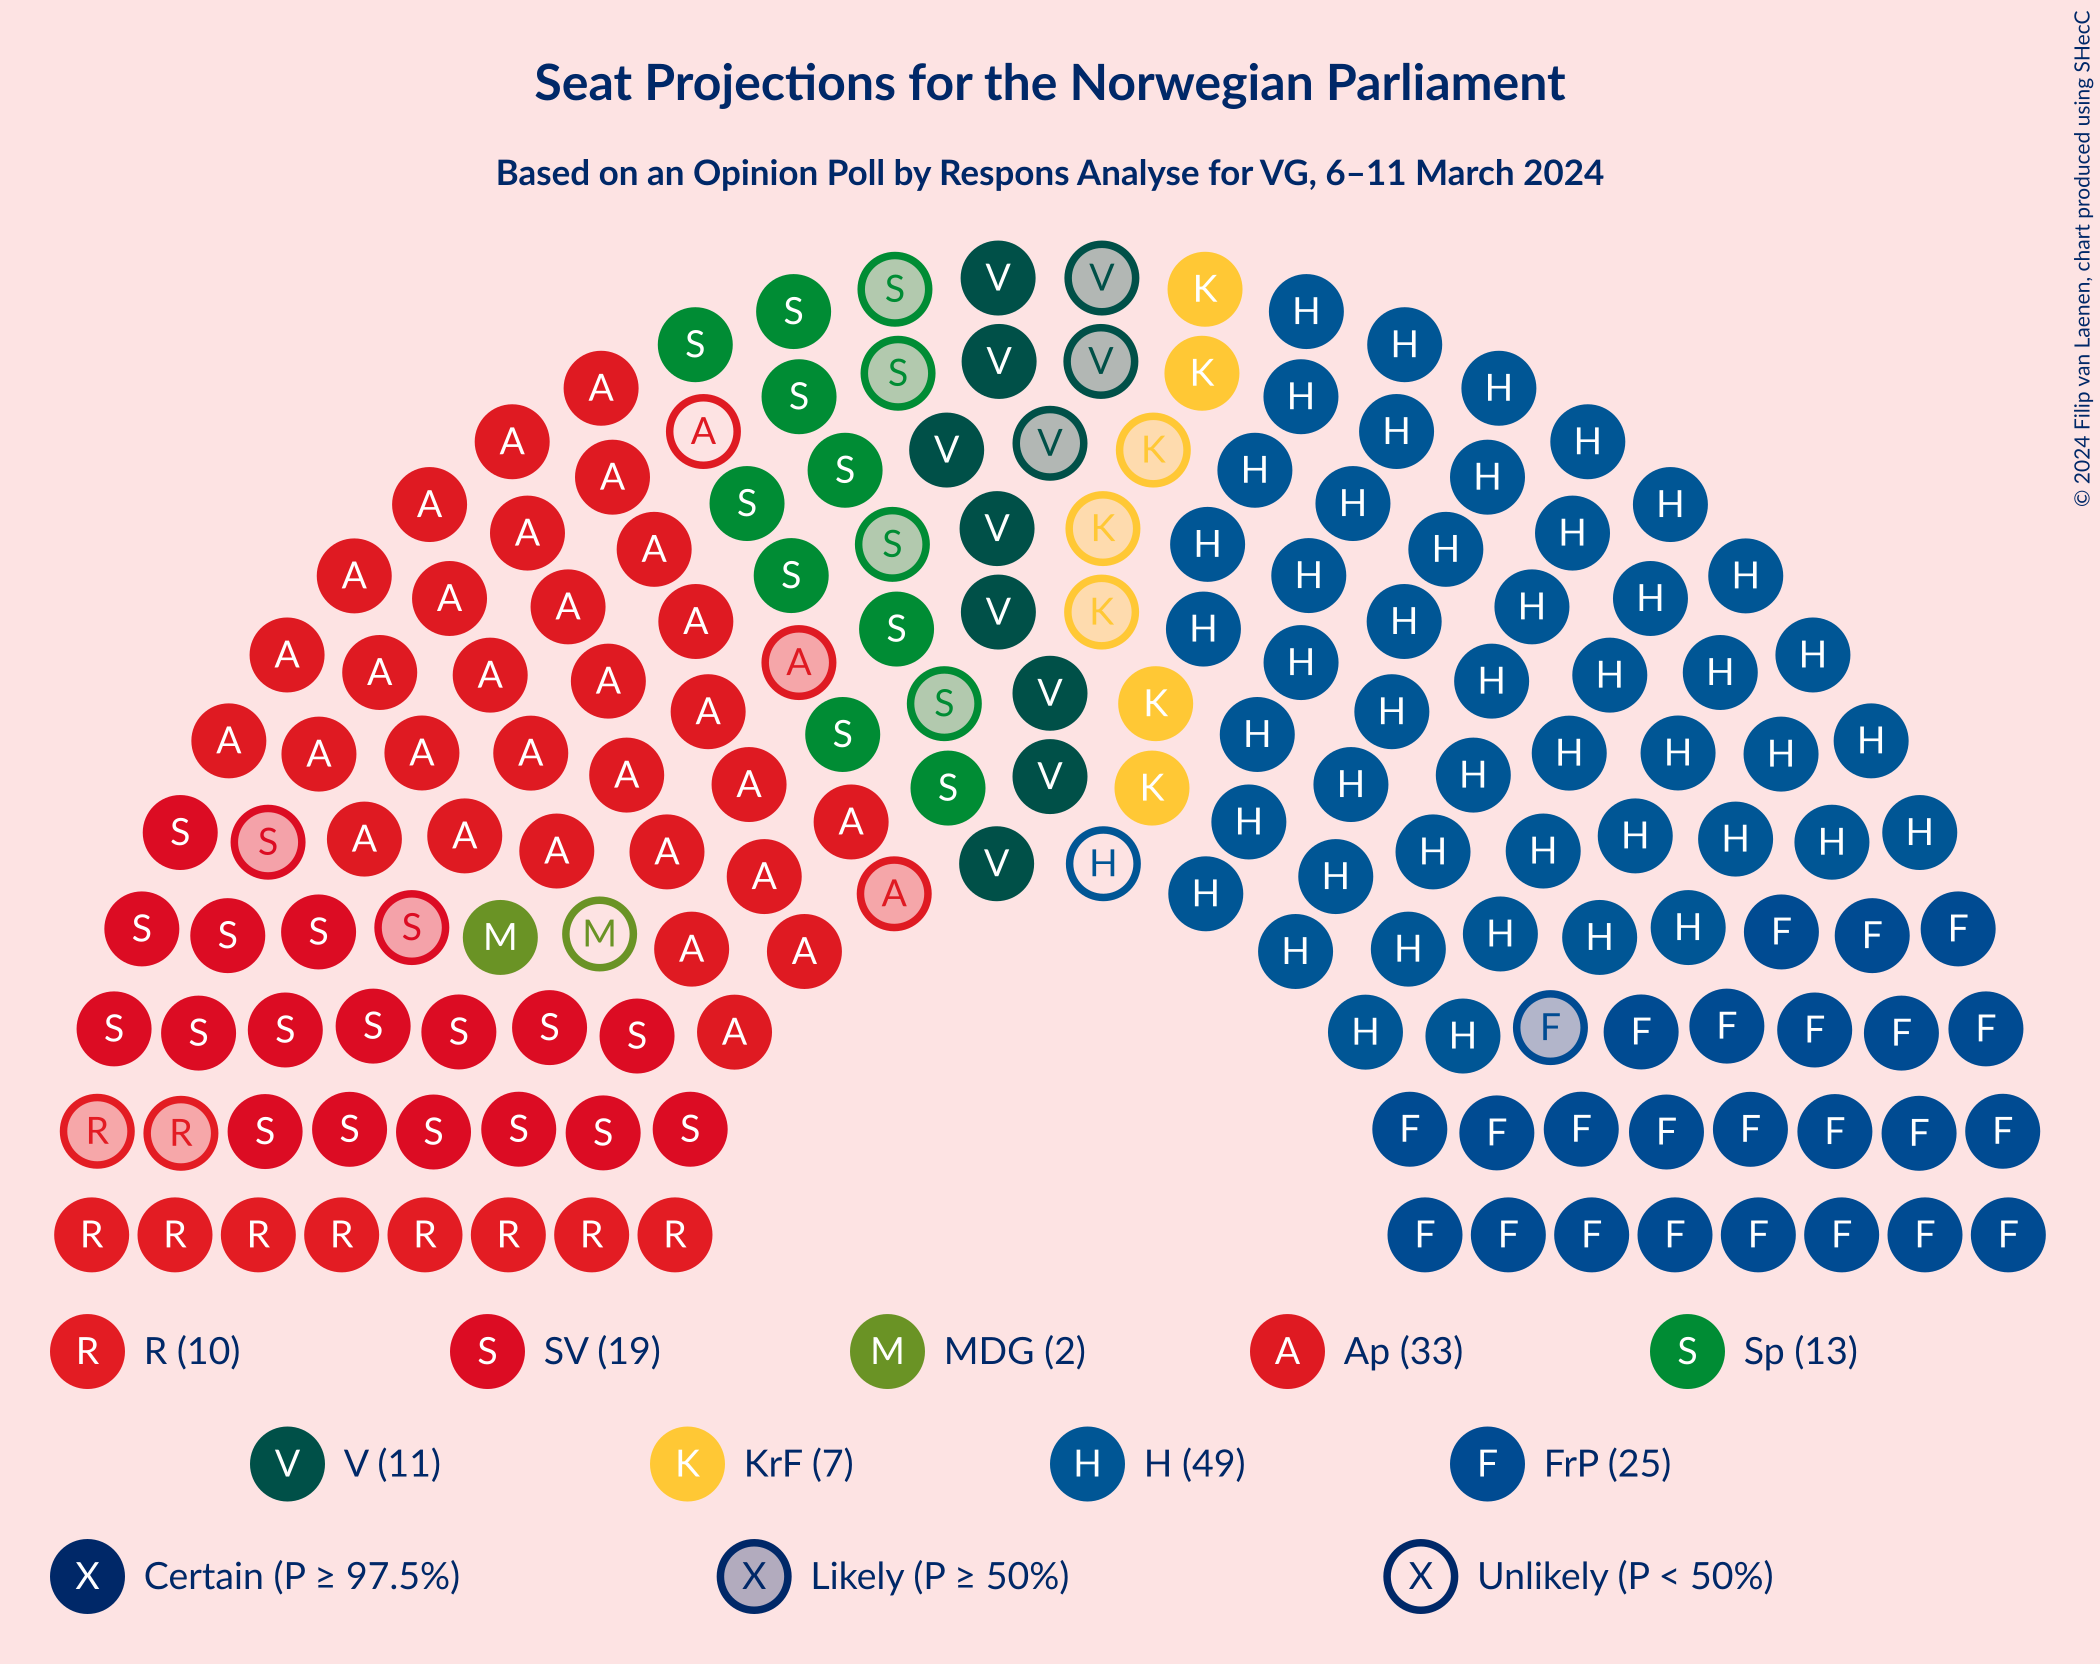 © 2024 Filip van Laenen, chart produced using SHecC
Seat Projections for the Norwegian Parliament
Based on an Opinion Poll by Respons Analyse for VG, 6–11 March 2024
S S S V V K H H
A S S V V K H H
A A A V K H H H
A A S S V H H H H
A A S V K H H H
A A A S S H H H H
A A A S V K H H H H
A A A A A H H H H H
A A S S V K H H H
A A A A H H H H
A A S V K H H H
S S A A A H H H H H
A A V H H H
A A H H
S S S S M M A A H H H H H F F F
S S S S S S S A H H F F F F F F
R R S S S S S S F F F F F F F F
R R R R R R R R F F F F F F F F
R R (10) S SV (19) M MDG (2) A Ap (33) S Sp (13)
V V (11) K KrF (7) H H (49) F FrP (25)
X Certain (P ≥ 97.5%) X Likely (P ≥ 50%) X Unlikely (P < 50%)